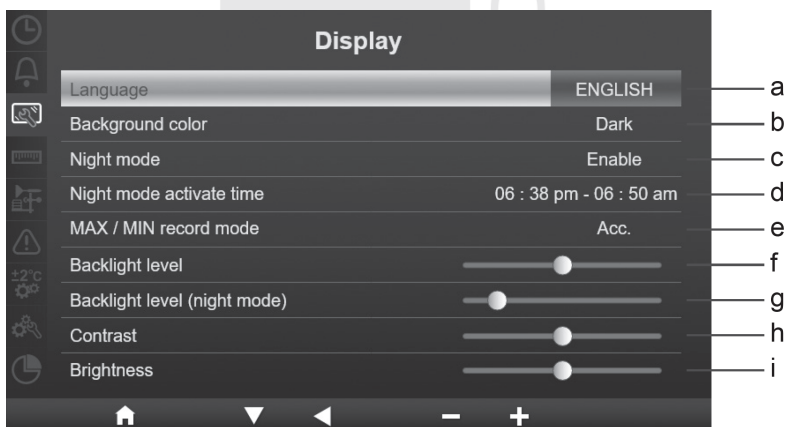 Display
Language ENGLISH a
Background color Dark b
Night mode Enable c
Night mode activate time 06 : 38 pm - 06 : 50 am d
MAX / MIN record mode Acc. e
Backlight level f
Backlight level (night mode) g
Contrast h
Brightness i
±2°C